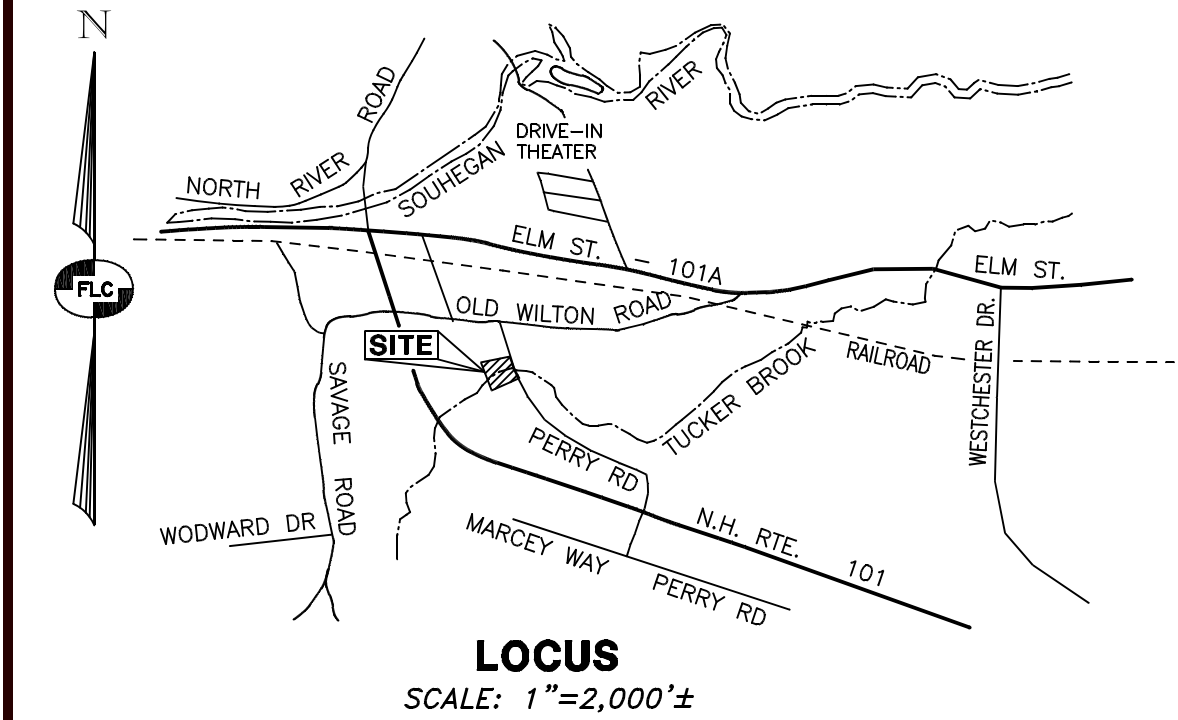 N
ROAD
RIVER
DRIVE–IN
THEATER
RIVER
NORTH
SOUHEGAN
ELM ST.
–
101A
ELM ST.
FLC
OLD WILTON ROAD
SITE
RAILROAD
WESTCHESTER DR.
SAVAGE ROAD
TUCKER BROOK
PERRY RD
WODWARD DR
MARCEY WAY
N.H. RTE.
101
PERRY RD
LOCUS
SCALE: 1"=2,000'±